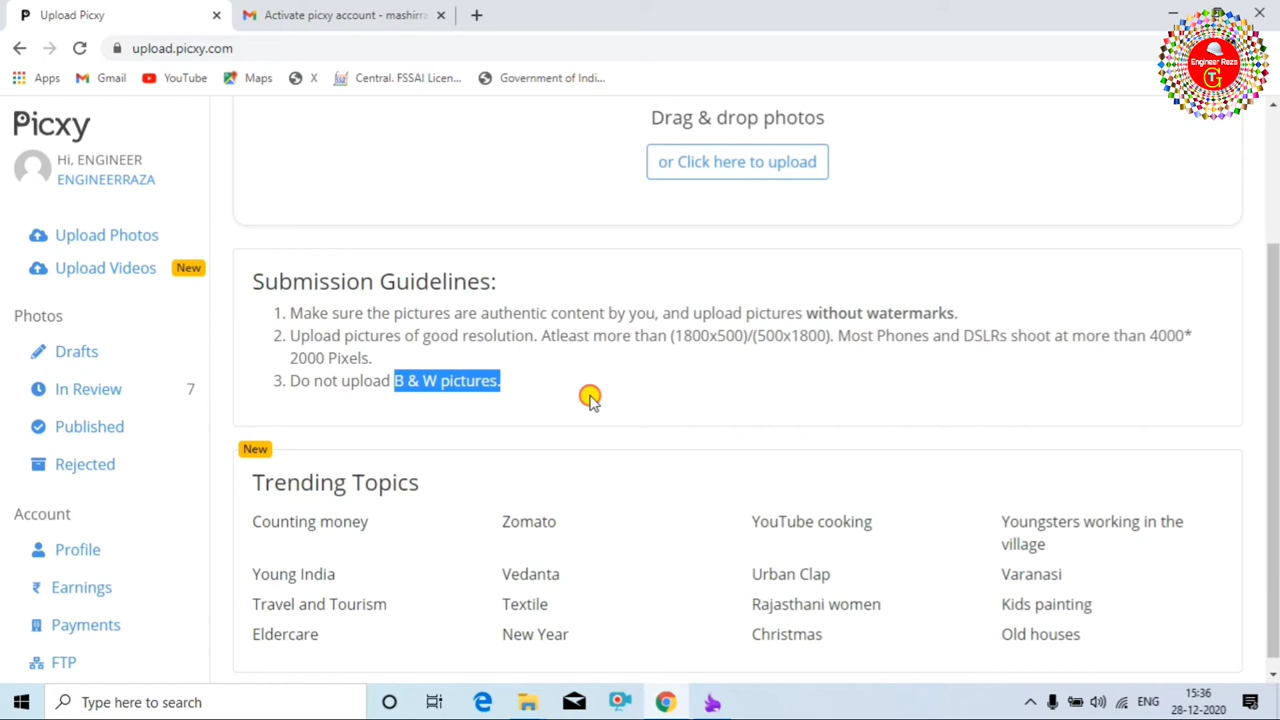 Upload Picxy
Activate picxy account - mashirra
upload.picxy.com
Apps
Gmail
YouTube
Maps
X
Central. FSSAI Licen...
Government of Indi...
Engineer Reza
TG
Picxy
Hi, ENGINEER
ENGINEERRAZA
Upload Photos
Upload Videos New
Photos
Drafts
In Review 7
Published
Rejected
Account
Profile
₹ Earnings
Payments
FTP
Drag & drop photos
or Click here to upload
Submission Guidelines:
1. Make sure the pictures are authentic content by you, and upload pictures without watermarks.
2. Upload pictures of good resolution. Atleast more than (1800x500)/(500x1800). Most Phones and DSLRs shoot at more than 4000*
2000 Pixels.
3. Do not upload B & W pictures.
New
Trending Topics
Counting money Zomato YouTube cooking Youngsters working in the
village
Young India Vedanta Urban Clap Varanasi
Travel and Tourism Textile Rajasthani women Kids painting
Eldercare New Year Christmas Old houses
Type here to search
ENG
15:36
28-12-2020